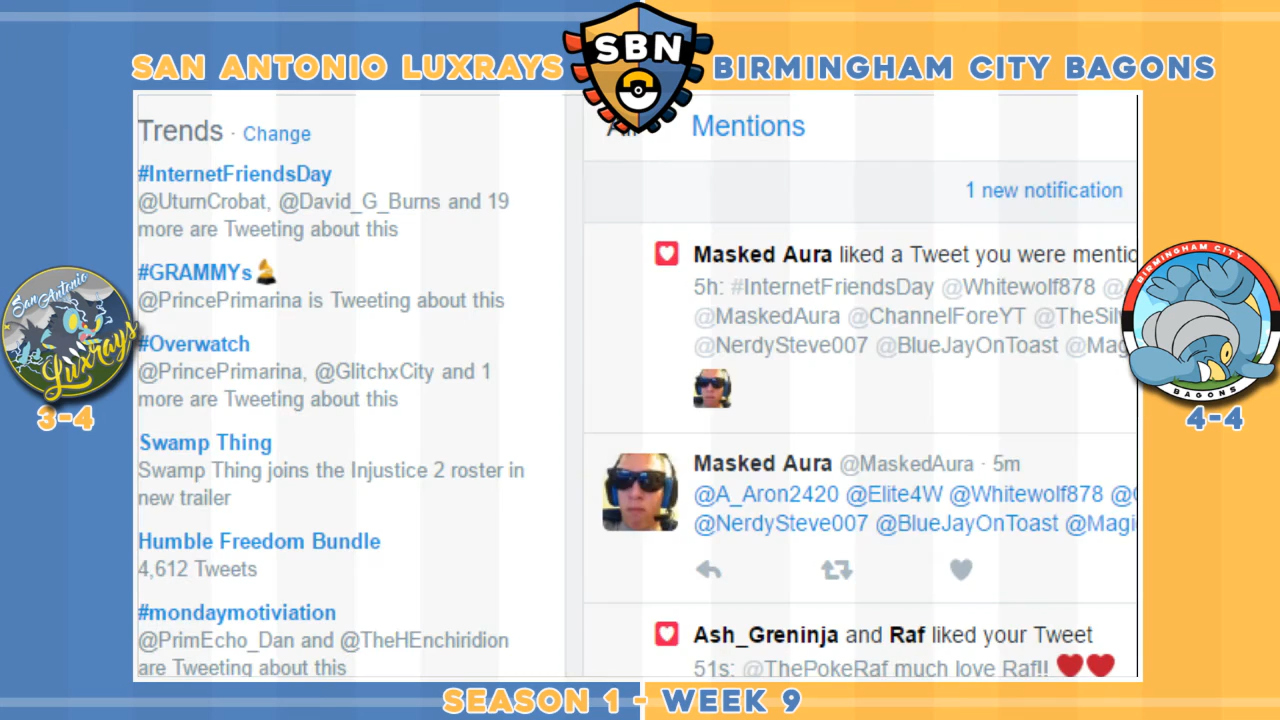 SAN ANTONIO LUXRAYS
SBN
BIRMINGHAM CITY BAGONS
Trends · Change
#InternetFriendsDay
@UturnCrobat, @David_G_Burns and 19
more are Tweeting about this
#GRAMMYs
@PrincePrimarina is Tweeting about this
#Overwatch
@PrincePrimarina, @GlitchxCity and 1
more are Tweeting about this
Swamp Thing
Swamp Thing joins the Injustice 2 roster in
new trailer
Humble Freedom Bundle
4,612 Tweets
#mondaymotiviation
@PrimEcho_Dan and @TheHEnchiridion
are Tweeting about this
Mentions
1 new notification
Masked Aura liked a Tweet you were mentio
5h: #InternetFriendsDay @Whitewolf878 @
@MaskedAura @ChannelForeYT @TheSil
@NerdySteve007 @BlueJayOnToast @Mag
Masked Aura @MaskedAura · 5m
@A_Aron2420 @Elite4W @Whitewolf878 @
@NerdySteve007 @BlueJayOnToast @Magi
Ash_Greninja and Raf liked your Tweet
51s: @ThePokeRaf much love Raf!!
San Antonio
Luxrays
3-4
BIRMINGHAM CITY
BAGONS
4-4
SEASON 1 - WEEK 9